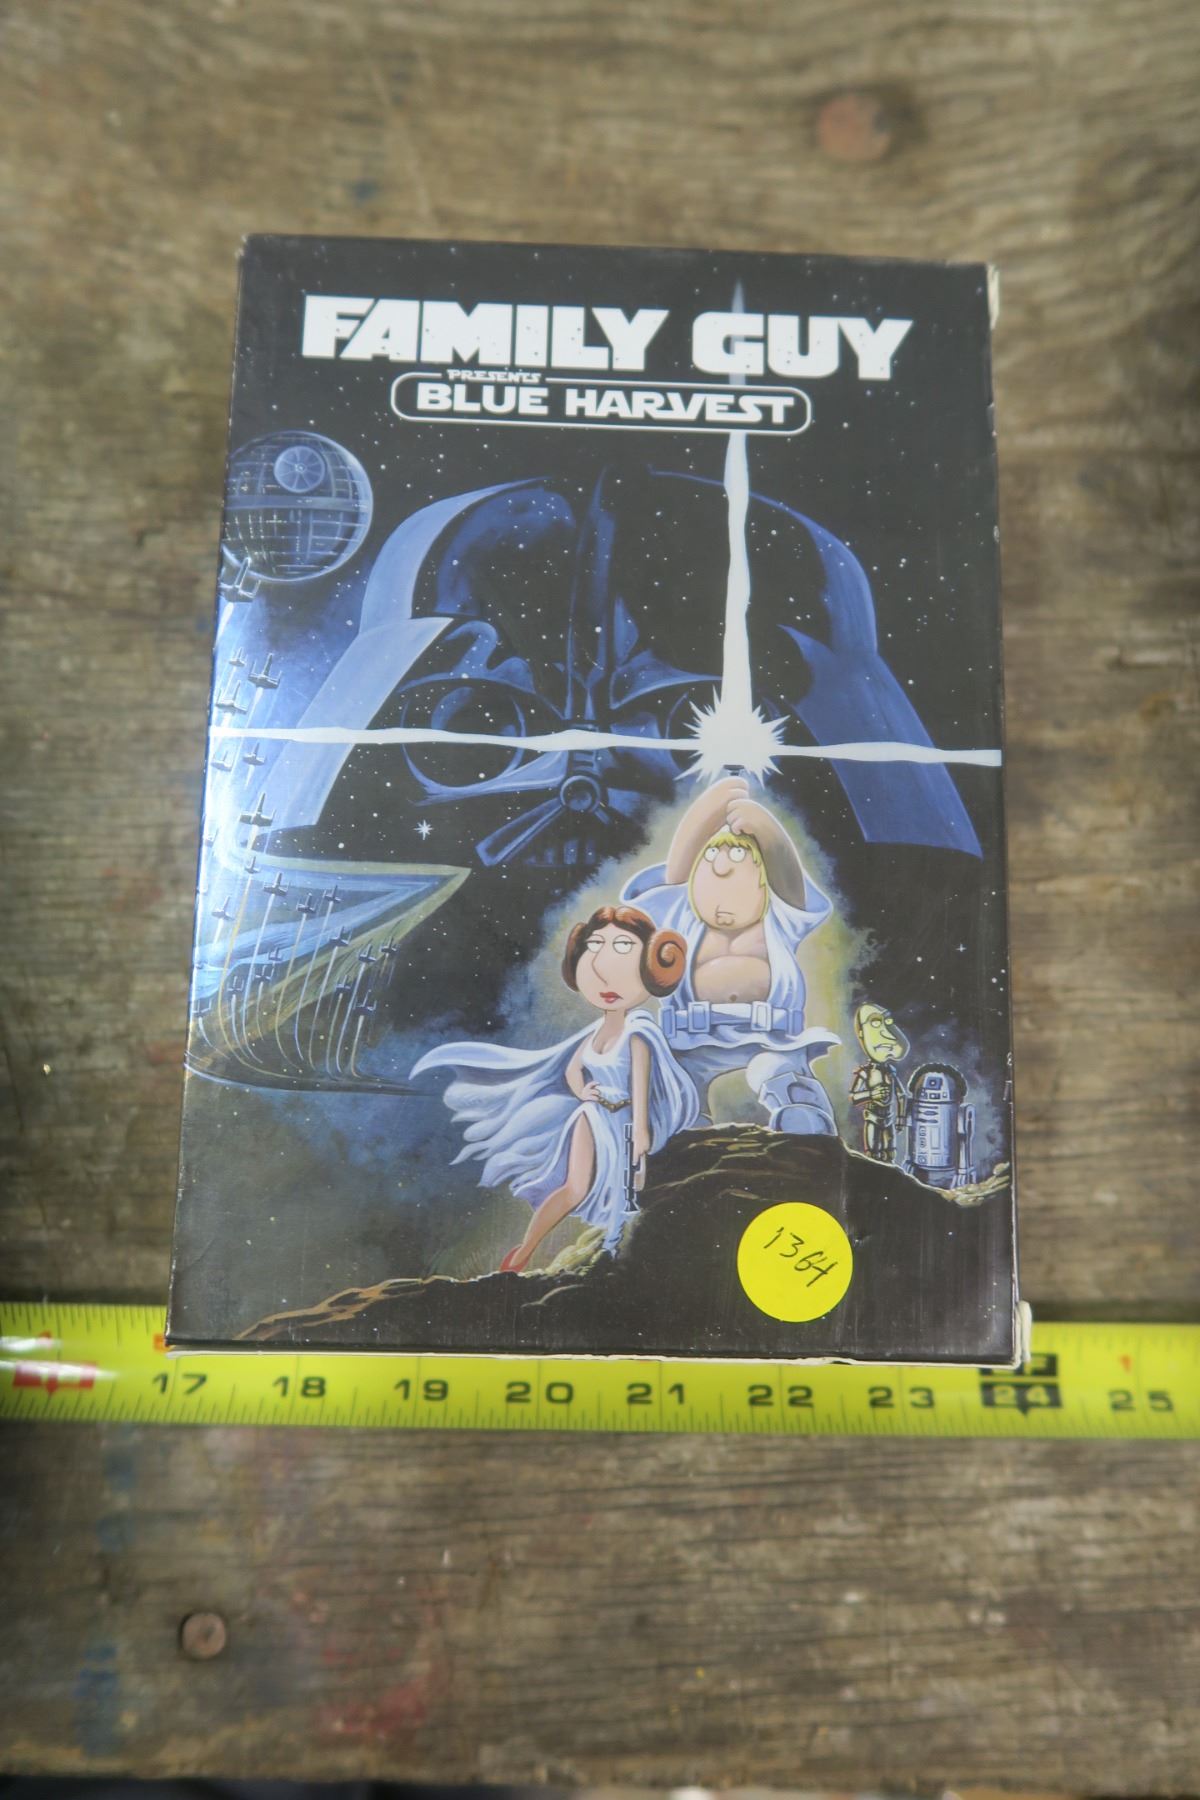 FAMILY GUY
PRESENTS
BLUE HARVEST
1364
17 18 19 20 21 22 23 24 25